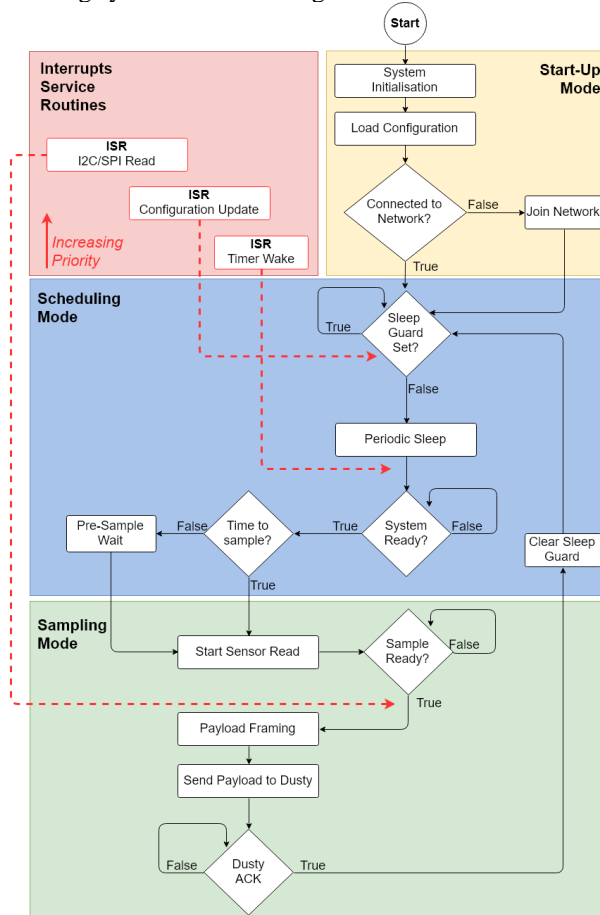 Start
Interrupts
Service
Routines
System
Initialisation
Start-Up
Mode
Load Configuration
ISR
I2C/SPI Read
ISR
Configuration Update
Connected to
Network?
False
Join Network
Increasing
Priority
ISR
Timer Wake
True
Scheduling
Mode
Sleep
Guard
Set?
True
False
Periodic Sleep
Pre-Sample
Wait
False
Time to
sample?
True
System
Ready?
False
Clear Sleep
Guard
True
Sampling
Mode
Start Sensor Read
Sample
Ready?
False
True
Payload Framing
Send Payload to Dusty
False
Dusty
ACK
True